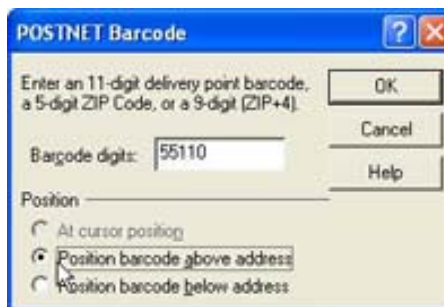 POSTNET Barcode
Enter an 11-digit delivery point barcode,
a 5-digit ZIP Code, or a 9-digit (ZIP+4).
OK
Cancel
Help
Barcode digits: 55110
Position
At cursor position
Position barcode above address
Position barcode below address